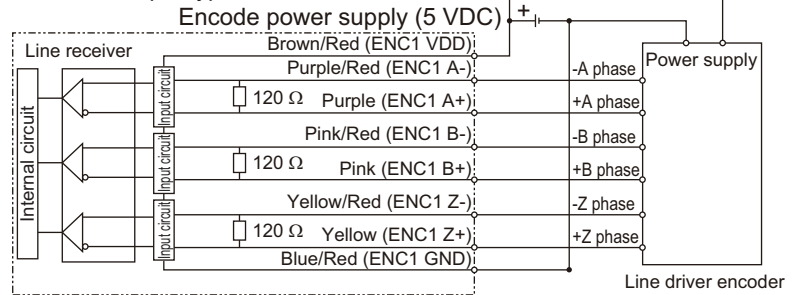 Encode power supply (5 VDC)
+
Line receiver
Brown/Red (ENC1 VDD)
Purple/Red (ENC1 A-)
-A phase
Power supply
Input circuit
120 Ω
Purple (ENC1 A+)
+A phase
Pink/Red (ENC1 B-)
-B phase
Internal circuit
Input circuit
120 Ω
Pink (ENC1 B+)
+B phase
Yellow/Red (ENC1 Z-)
-Z phase
Input circuit
120 Ω
Yellow (ENC1 Z+)
+Z phase
Blue/Red (ENC1 GND)
Line driver encoder